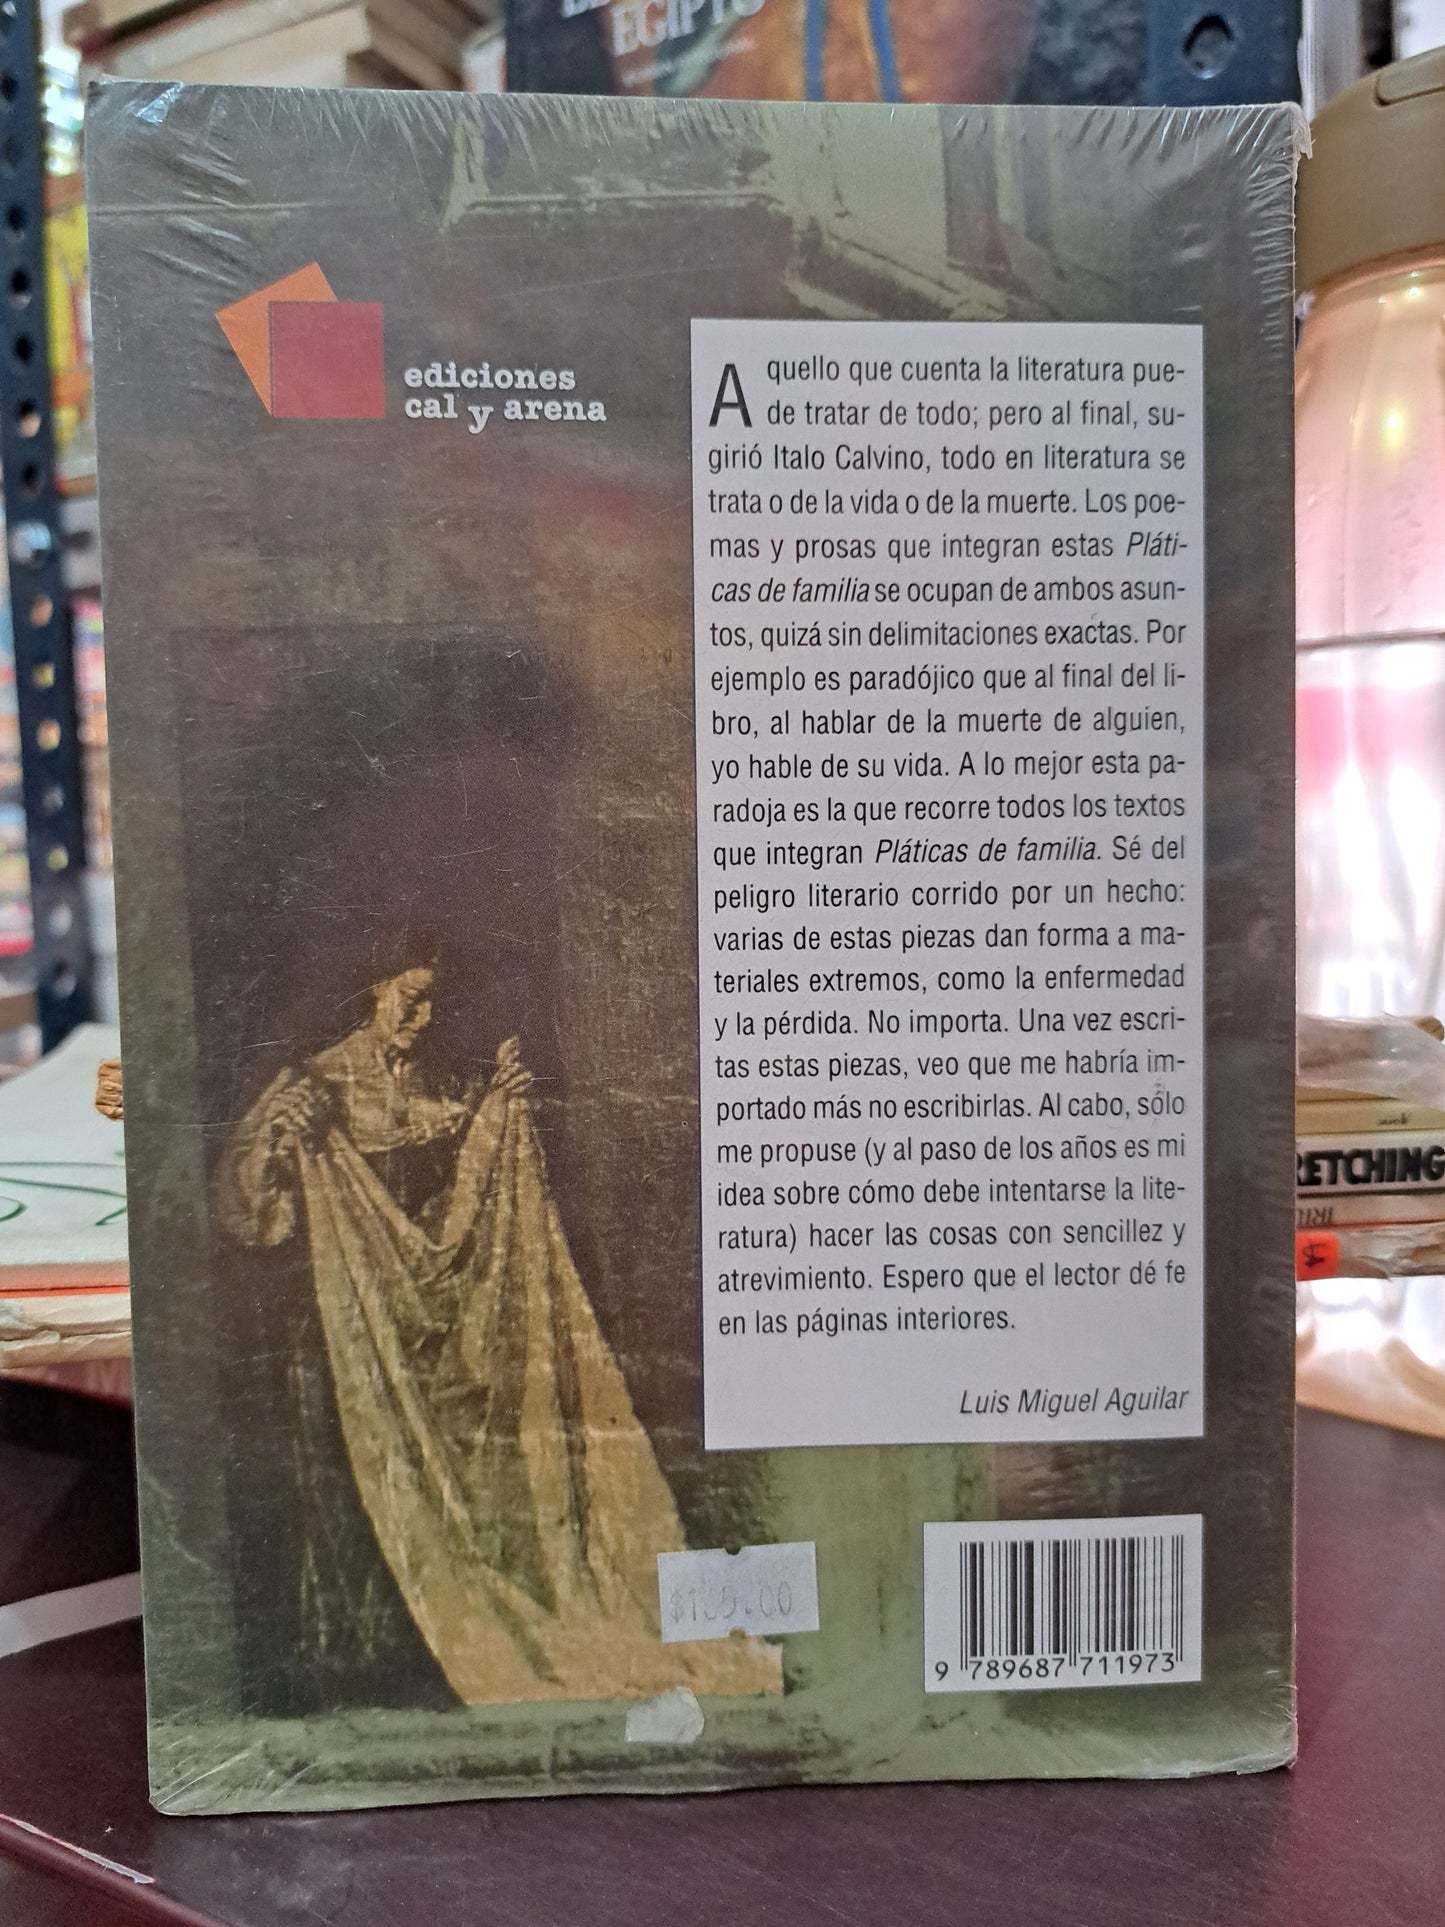 EGIPTO
ediciones
cal y arena
Aquello que cuenta la literatura pue-
de tratar de todo; pero al final, su-
girió Italo Calvino, todo en literatura se
trata o de la vida o de la muerte. Los poe-
mas y prosas que integran estas Pláti-
cas de familia se ocupan de ambos asun-
tos, quizá sin delimitaciones exactas. Por
ejemplo es paradójico que al final del li-
bro, al hablar de la muerte de alguien,
yo hable de su vida. A lo mejor esta pa-
radoja es la que recorre todos los textos
que integran Pláticas de familia. Sé del
peligro literario corrido por un hecho:
varias de estas piezas dan forma a ma-
teriales extremos, como la enfermedad
y la pérdida. No importa. Una vez escri-
tas estas piezas, veo que me habría im-
portado más no escribirlas. Al cabo, sólo
me propuse (y al paso de los años es mi
idea sobre cómo debe intentarse la lite-
ratura) hacer las cosas con sencillez y
atrevimiento. Espero que el lector dé fe
en las páginas interiores.
Luis Miguel Aguilar
9 789687 711973
RETCHING
TRILL
$